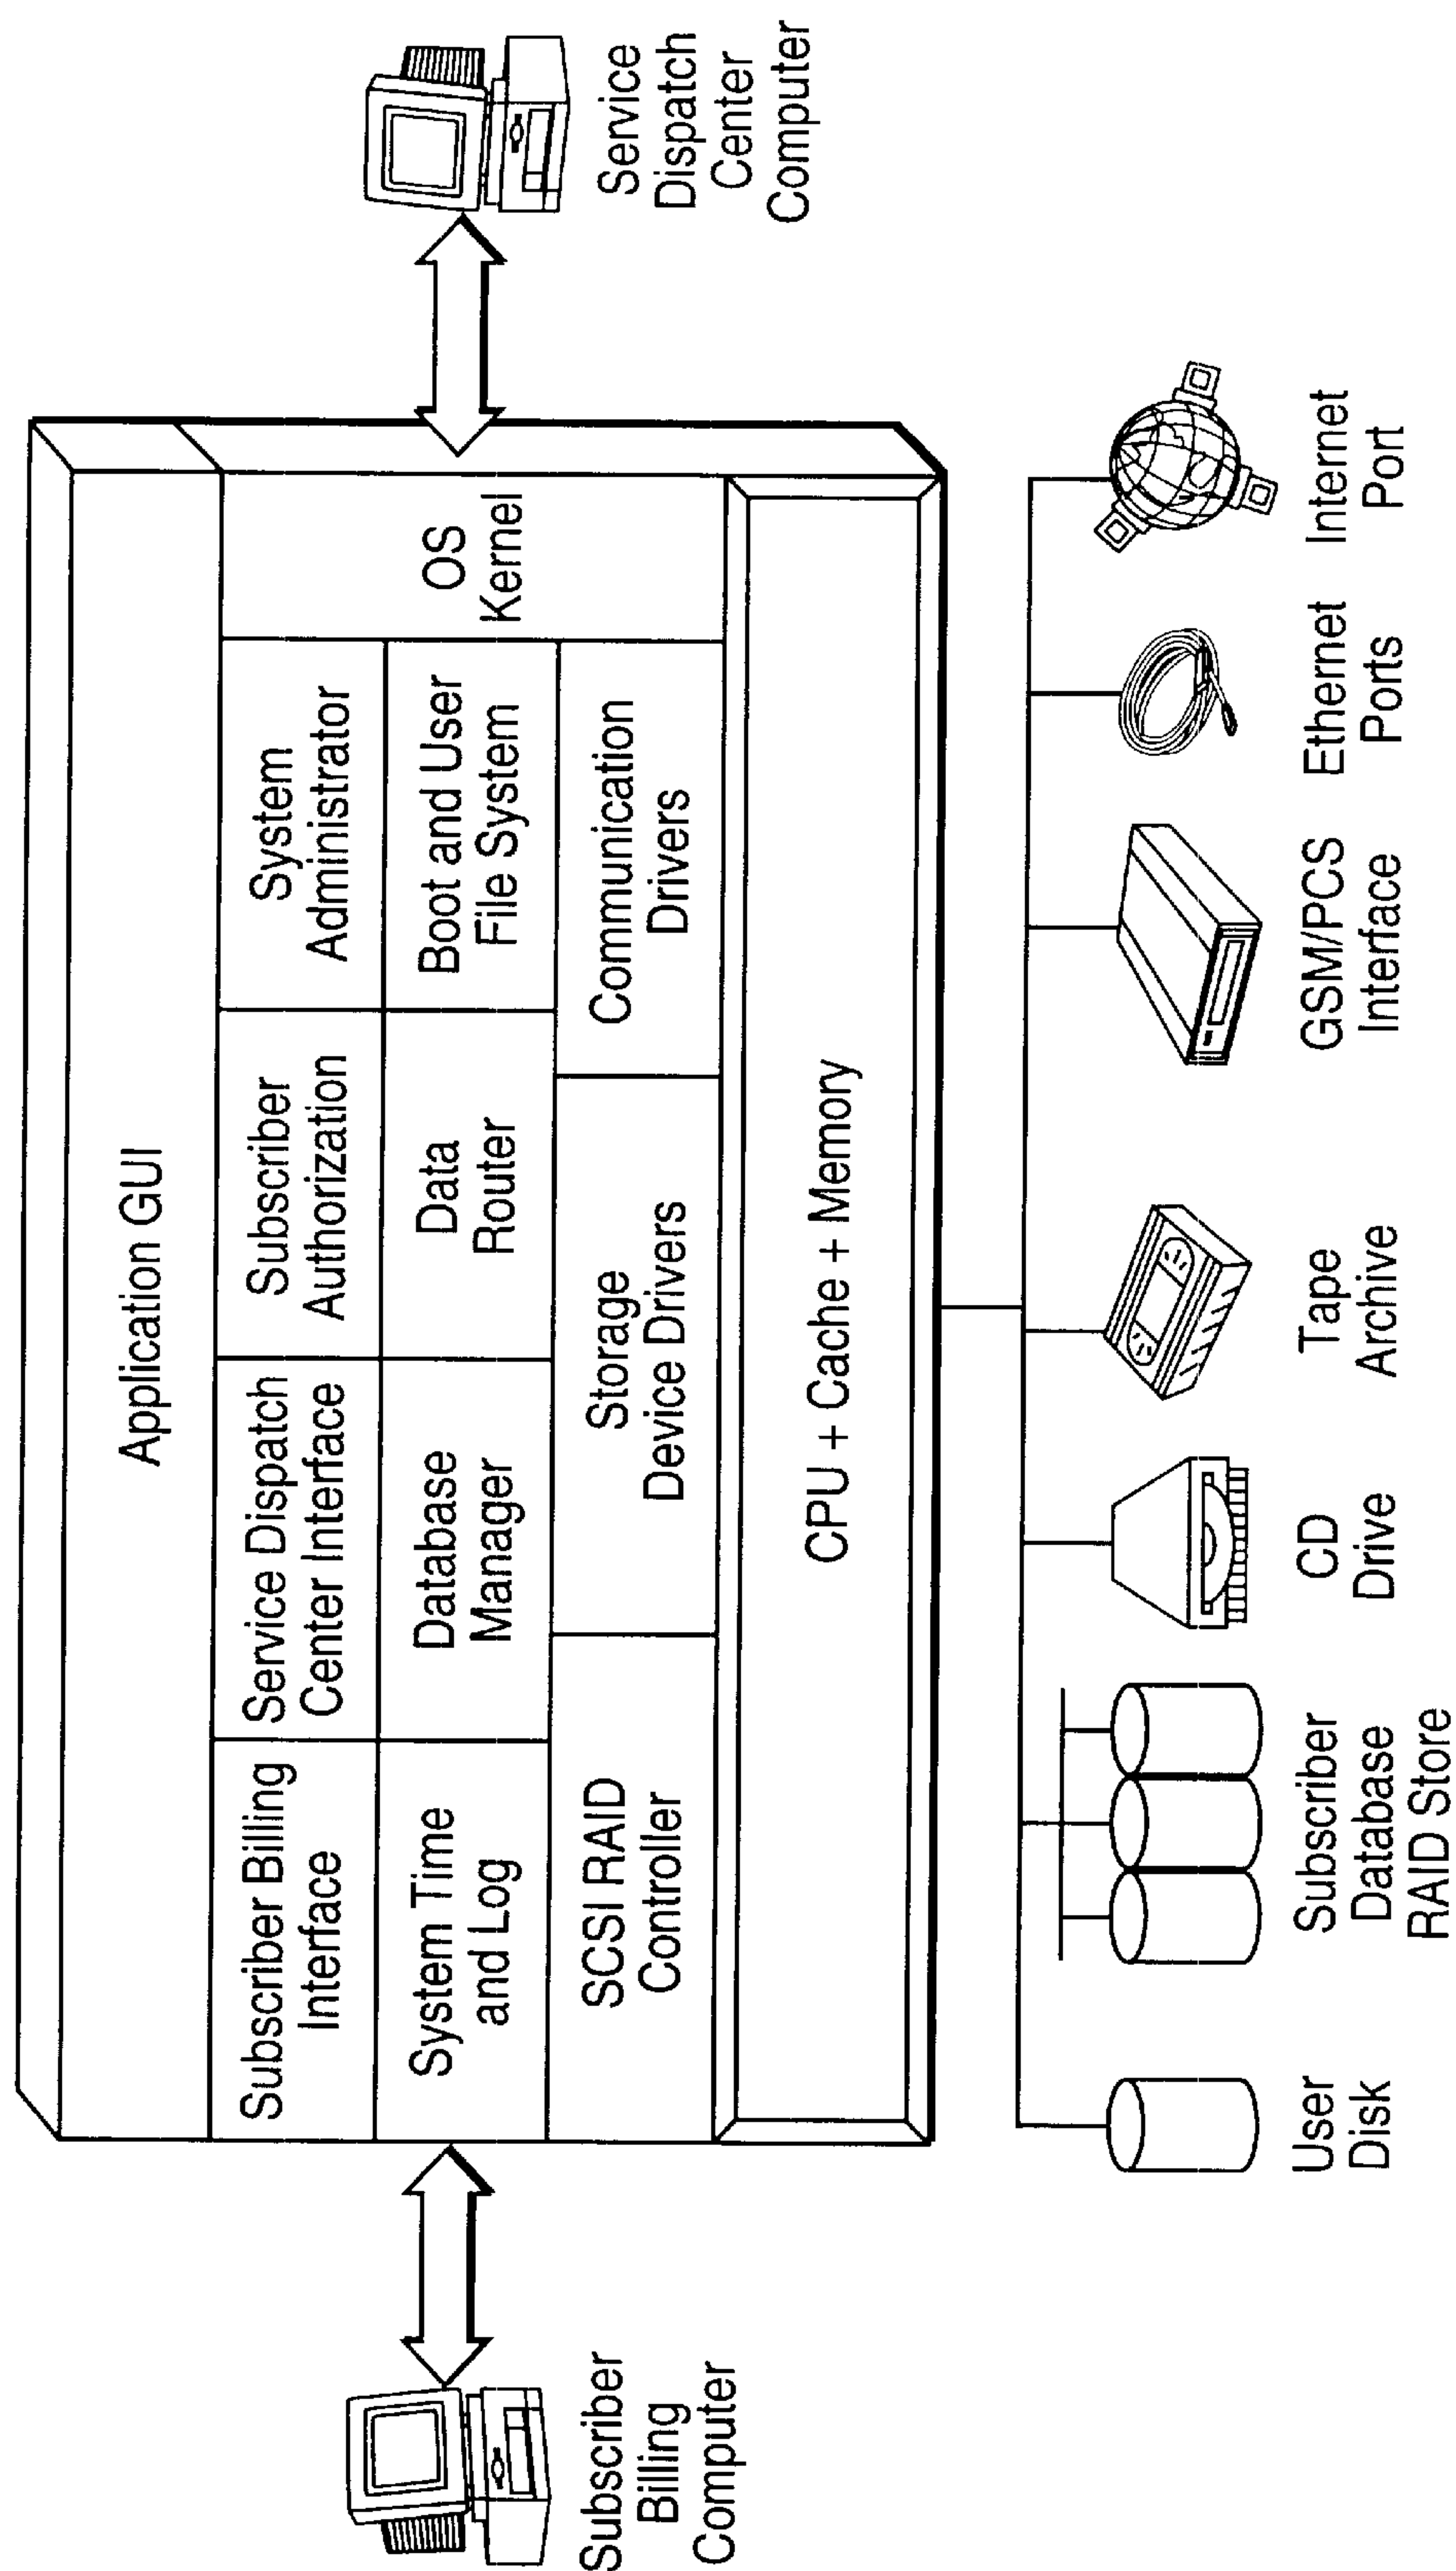 Application GUI
Subscriber Billing
Interface
Service Dispatch
Center Interface
Subscriber
Authorization
System
Administrator
OS
Kernel
System Time
and Log
Database
Manager
Data
Router
Boot and User
File System
SCSI RAID
Controller
Storage
Device Drivers
Communication
Drivers
CPU + Cache + Memory
Subscriber
Billing
Computer
Service
Dispatch
Center
Computer
User
Disk
Subscriber
Database
RAID Store
CD
Drive
Tape
Archive
GSM/PCS
Interface
Ethernet
Ports
Internet
Port